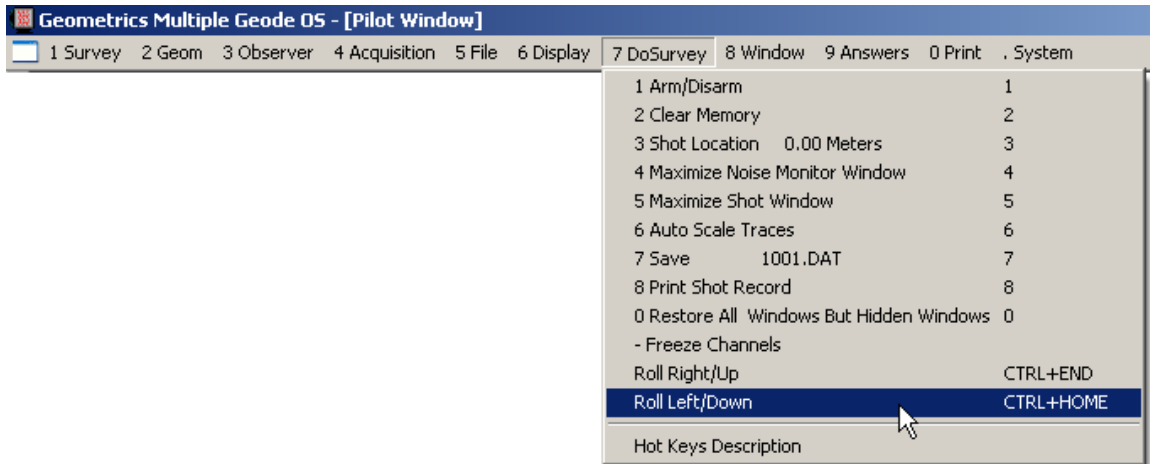 Geometrics Multiple Geode OS - [Pilot Window]
1 Survey 2 Geom 3 Observer 4 Acquisition 5 File 6 Display 7 DoSurvey 8 Window 9 Answers 0 Print . System
1 Arm/Disarm 1
2 Clear Memory 2
3 Shot Location 0.00 Meters 3
4 Maximize Noise Monitor Window 4
5 Maximize Shot Window 5
6 Auto Scale Traces 6
7 Save 1001.DAT 7
8 Print Shot Record 8
0 Restore All Windows But Hidden Windows 0
- Freeze Channels
Roll Right/Up CTRL+END
Roll Left/Down CTRL+HOME
Hot Keys Description